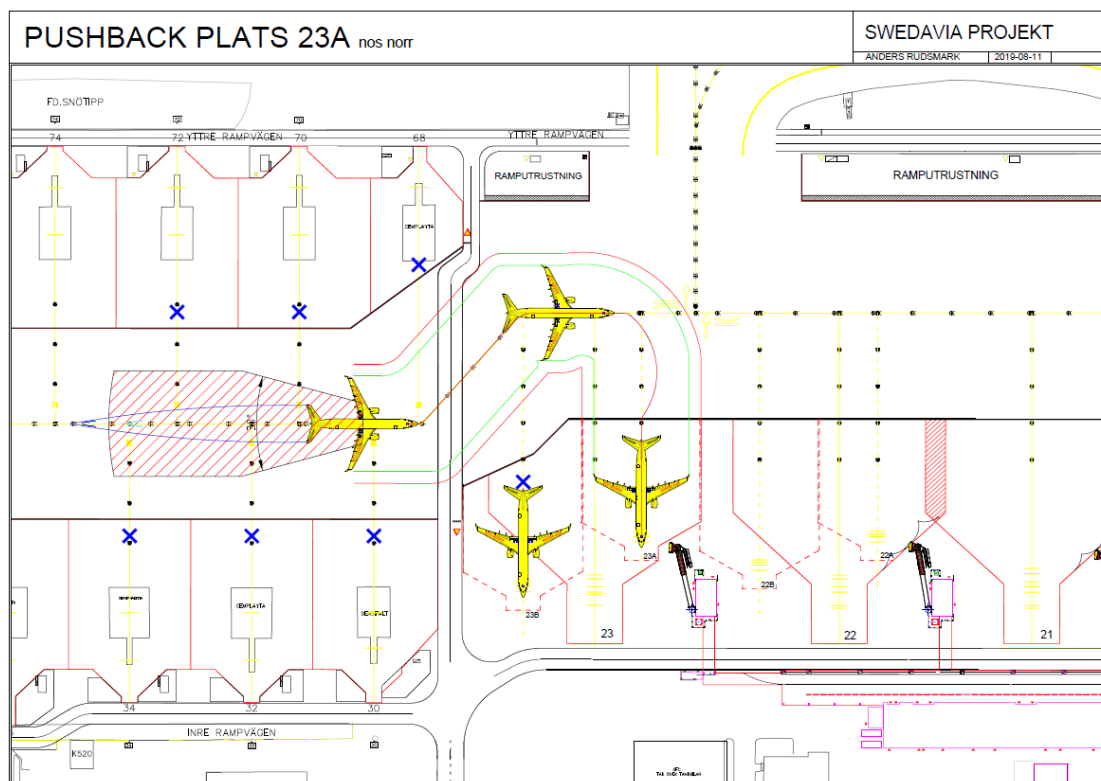 PUSHBACK PLATS 23A nos norr
SWEDAVIA PROJEKT
ANDERS RUDSMARK 2019-08-11
FD.SNÖTIPP
74
72 YTTRE RAMPVÄGEN 70 68
YTTRE RAMPVÄGEN
RAMPUTRUSTNING
RAMPUTRUSTNING
23A
22A
22B
23B
23
22
21
34
32
30
INRE RAMPVÄGEN
K520